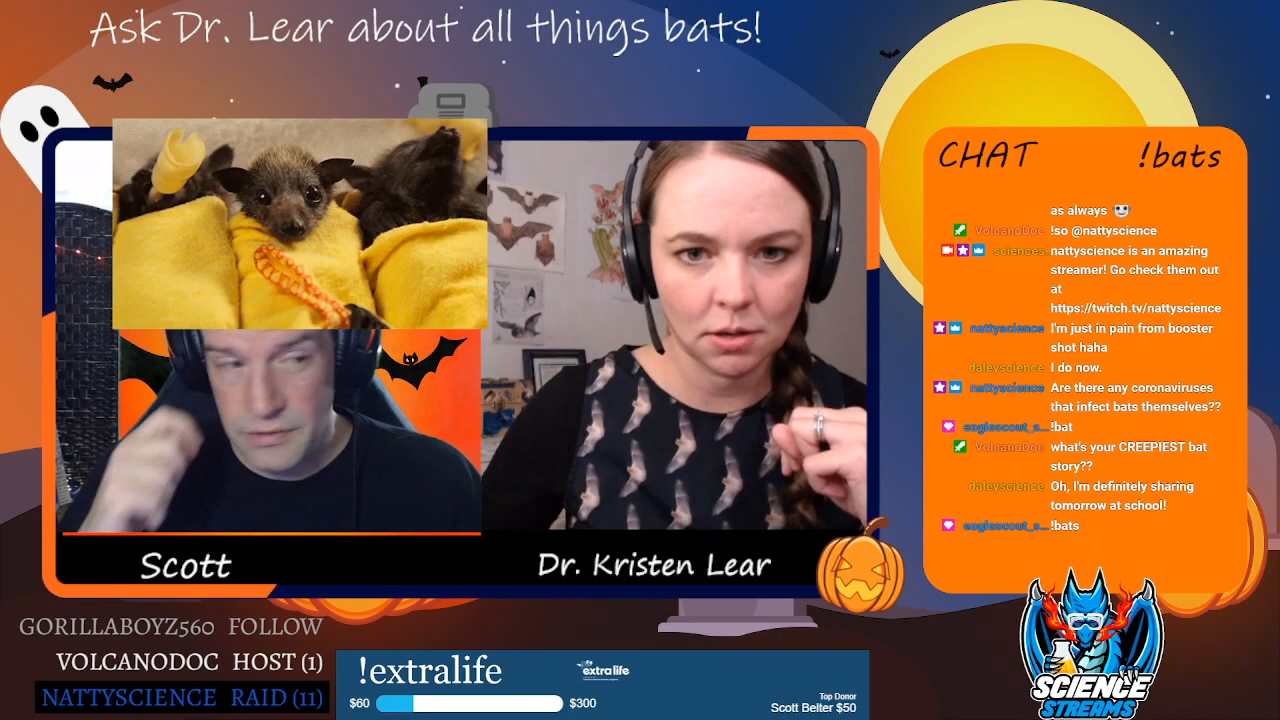 Ask Dr. Lear about all things bats!
CHAT !bats
as always
VolcanoDoc !so @nattyscience
sciences.. nattyscience is an amazing
streamer! Go check them out
at
https://twitch.tv/nattyscience
nattyscience I'm just in pain from booster
shot haha
daleyscience I do now.
nattyscience Are there any coronaviruses
that infect bats themselves??
eaglescout_s... !bat
VolcanoDoc what's your CREEPIEST bat
story??
daleyscience Oh, I'm definitely sharing
tomorrow at school!
eaglescout_s... !bats
Scott
Dr. Kristen Lear
GORILLABOYZ560 FOLLOW
VOLCANODOC HOST (1)
NATTYSCIENCE RAID (11)
!extralife
extralife
$60
$300
Top Donor
Scott Belter $50
SCIENCE
STREAMS